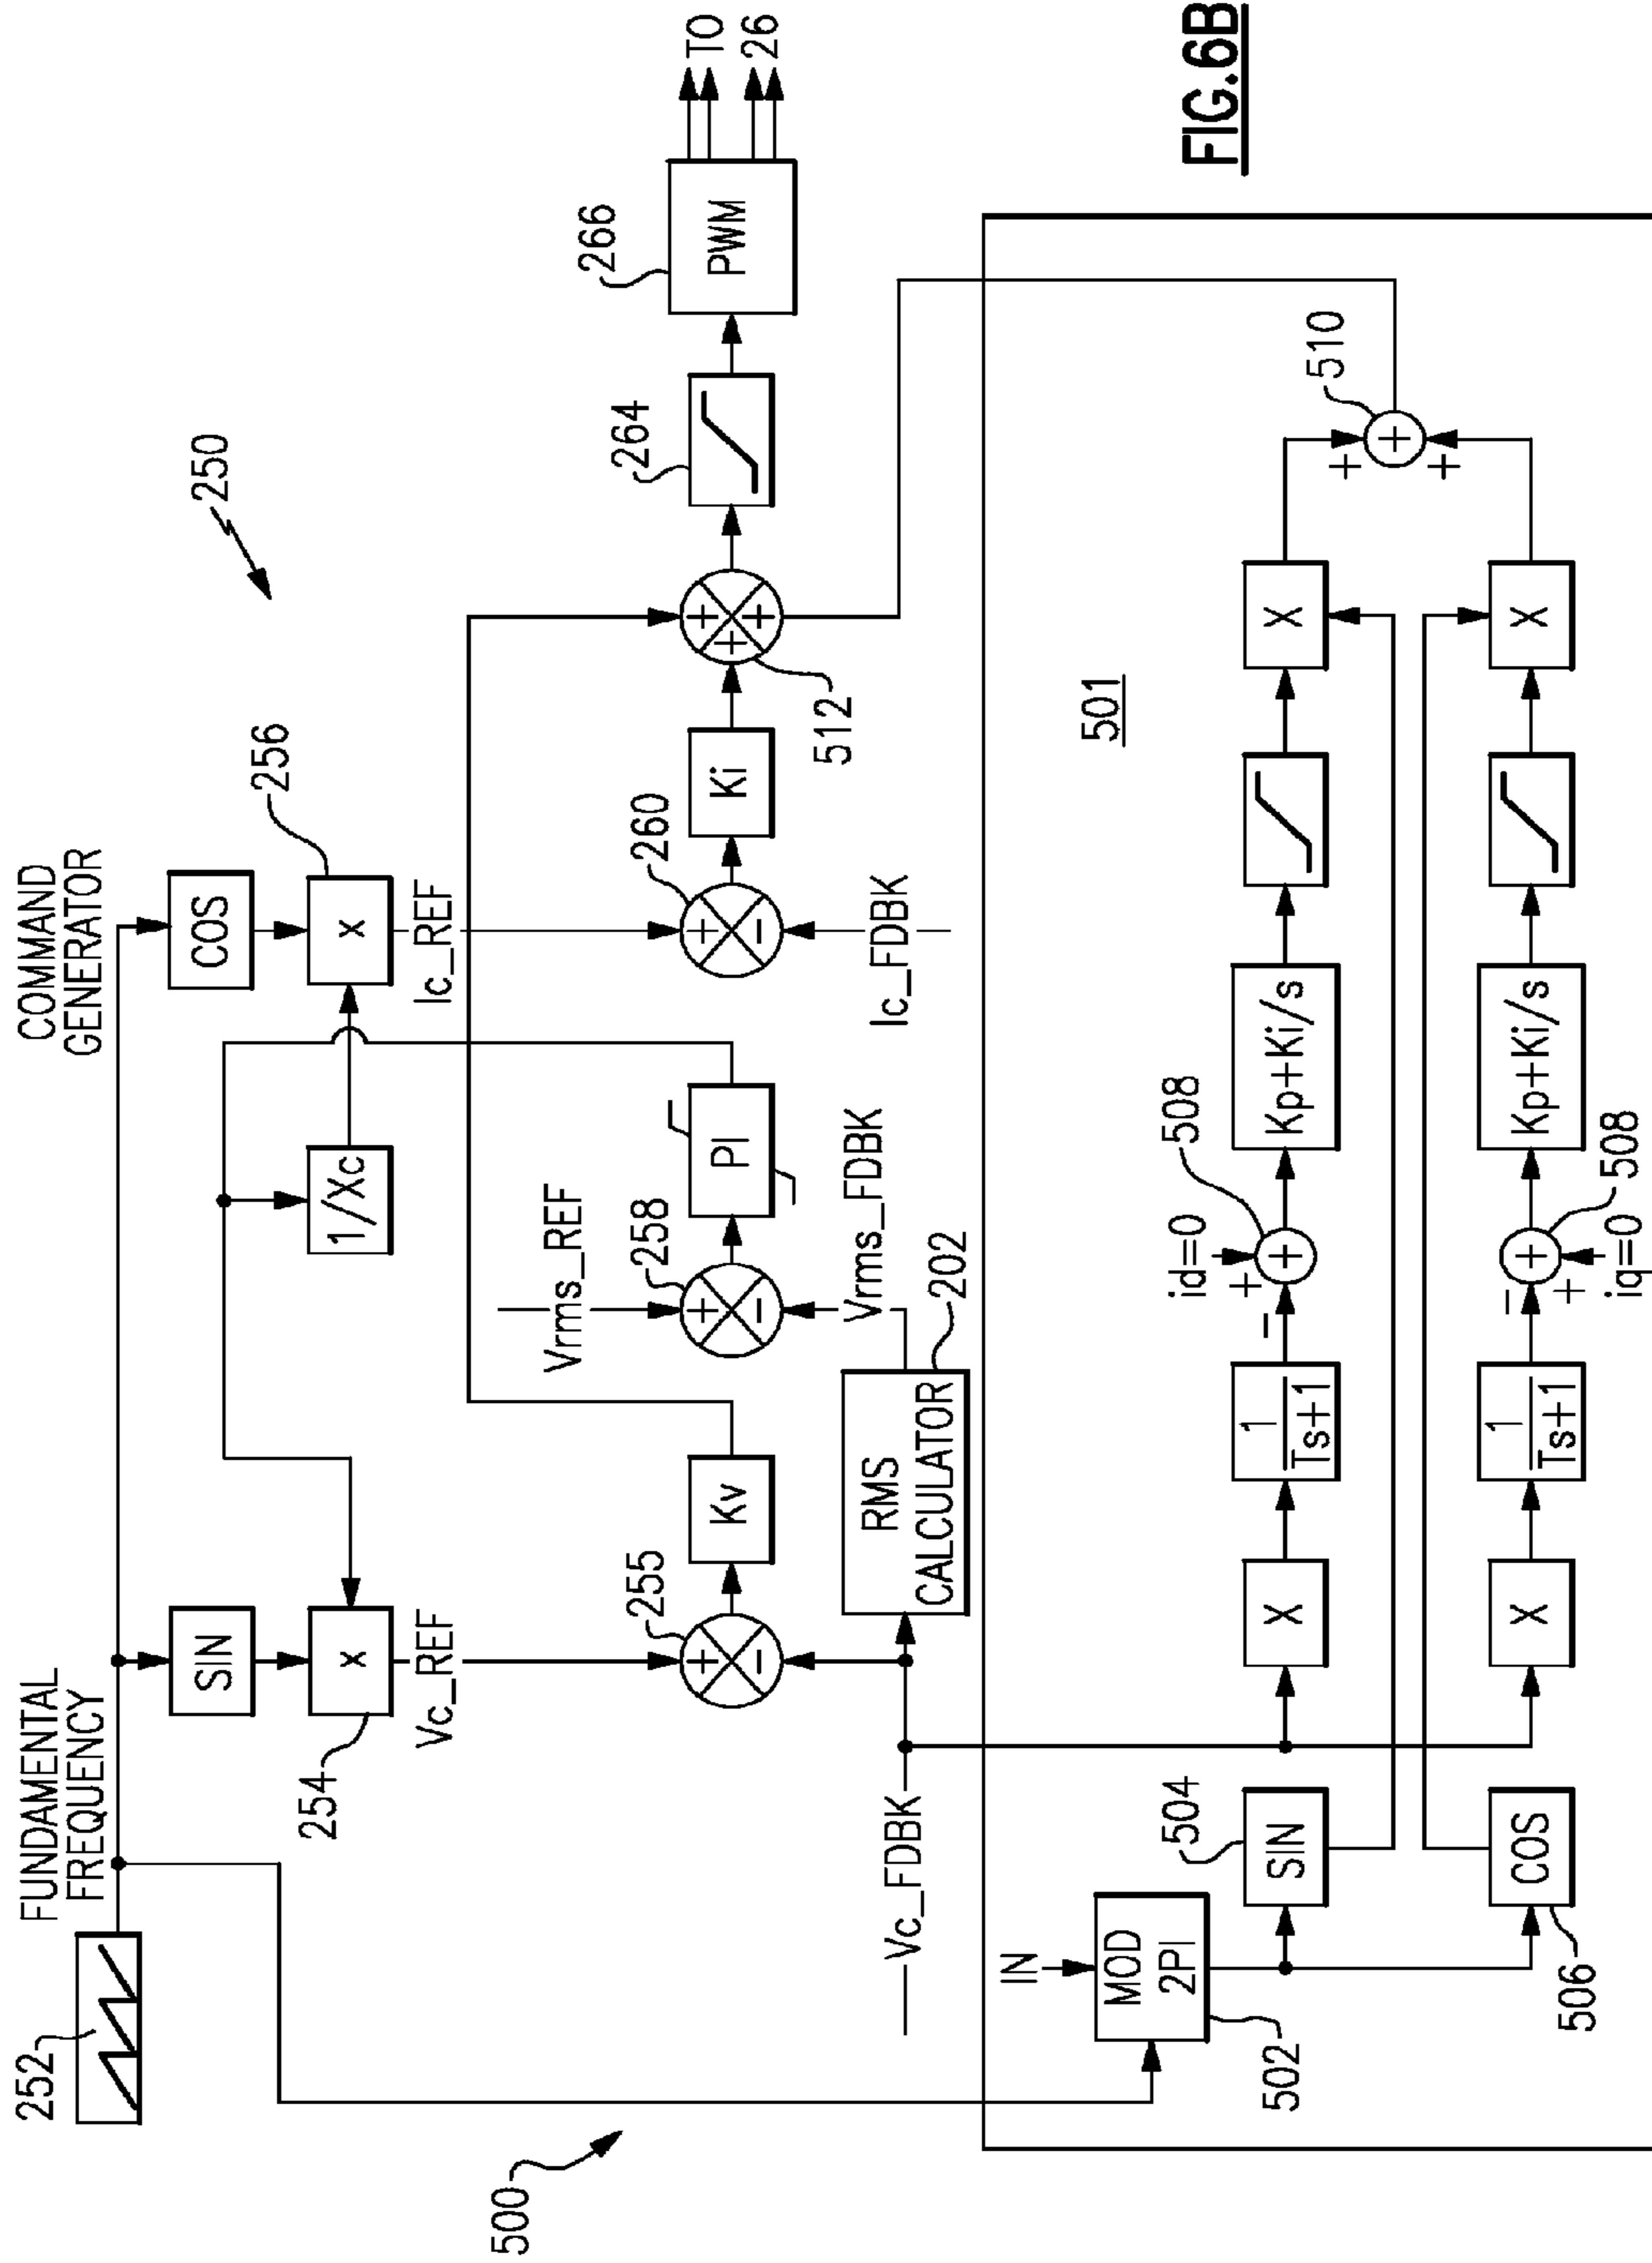 FIG.6B
500
250
252
FUNDAMENTAL
FREQUENCY
COMMAND
GENERATOR
SIN
COS
x
254
1/Xc
x
256
Vc_REF
Ic_REF
Vrms_REF
255
+
−
Kv
258
+
−
PI
260
+
−
Ki
+
+
+
512
264
266
PWM
TO
26
Vc_FDBK
RMS
CALCULATOR
202
Vrms_FDBK
Ic_FDBK
501
IN
MOD
2PI
502
504
SIN
X
1
Ts+1
−
id=0
+
+
508
Kp+Ki/s
X
+
510
+
+
COS
506
X
1
Ts+1
−
+
+
iq=0
508
Kp+Ki/s
X